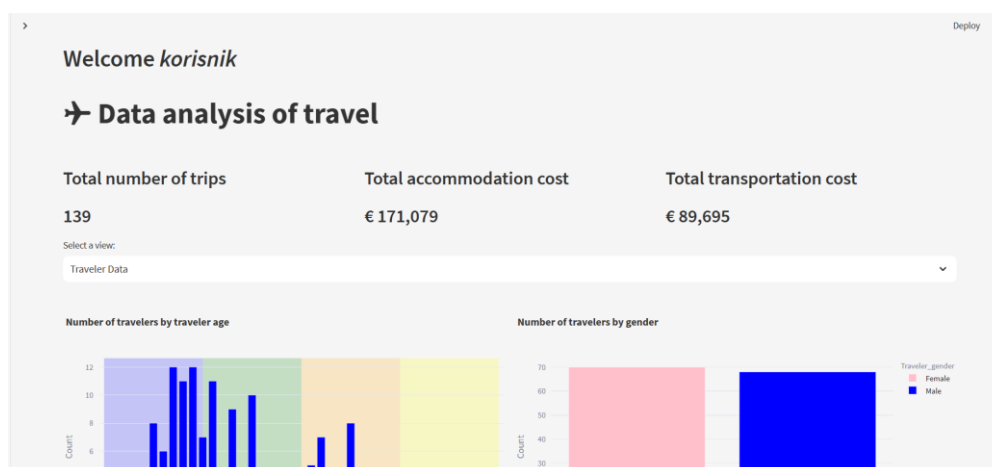 Deploy
Welcome korisnik
Data analysis of travel
Total number of trips
Total accommodation cost
Total transportation cost
139
€ 171,079
€ 89,695
Select a view:
Traveler Data
Number of travelers by traveler age
Number of travelers by gender
12
10
8
6
Count
70
60
50
40
30
Count
Traveler_gender
Female
Male